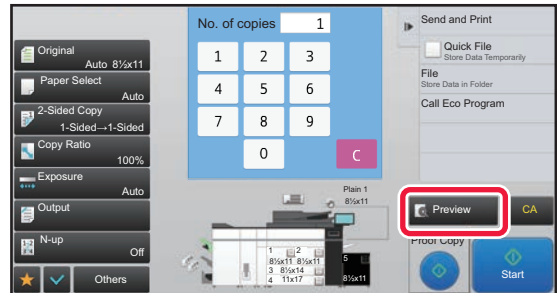 Original
Auto 8½x11
Paper Select
Auto
2-Sided Copy
1-Sided→1-Sided
Copy Ratio
100%
Exposure
Auto
Output
N-up
Off
Others
No. of copies 1
1 2 3
4 5 6
7 8 9
0 C
Plain 1
8½x11
1 2
8½x11 8½x11
3 8½x14
4 11x17
5
8½x11
Send and Print
Quick File
Store Data Temporarily
File
Store Data in Folder
Call Eco Program
Preview
CA
Proof Copy
Start